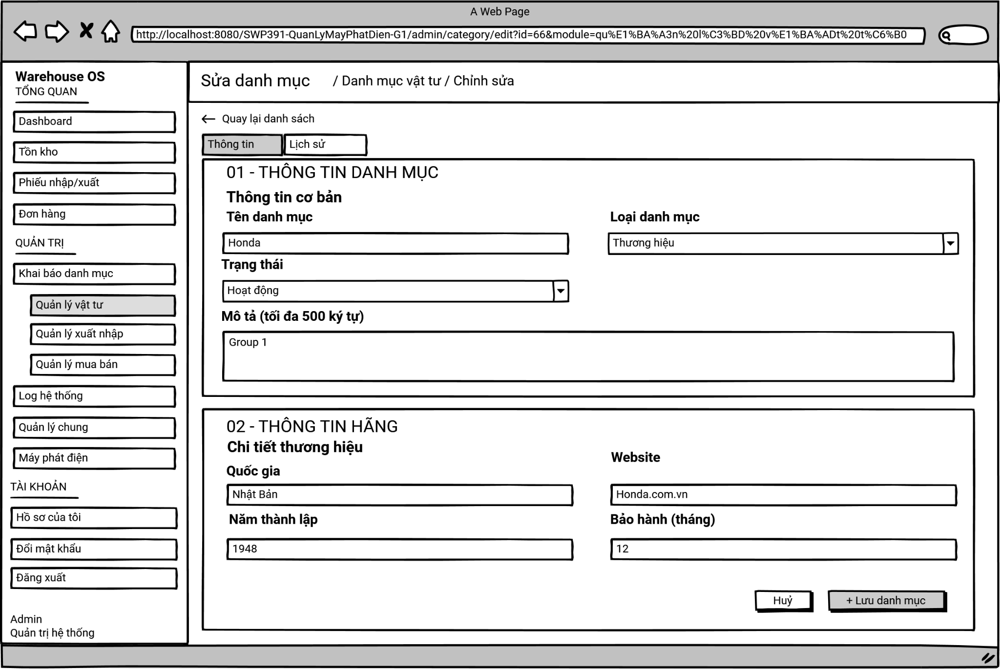 A Web Page
http://localhost:8080/SWP391-QuanLyMayPhatDien-G1/admin/category/edit?id=66&module=qu%E1%BA%A3n%20l%C3%BD%20v%E1%BA%ADt%20t%C6%B0
Warehouse OS
TỔNG QUAN
Dashboard
Tồn kho
Phiếu nhập/xuất
Đơn hàng
QUẢN TRỊ
Khai báo danh mục
Quản lý vật tư
Quản lý xuất nhập
Quản lý mua bán
Log hệ thống
Quản lý chung
Máy phát điện
TÀI KHOẢN
Hồ sơ của tôi
Đổi mật khẩu
Đăng xuất
Admin
Quản trị hệ thống
Sửa danh mục / Danh mục vật tư / Chỉnh sửa
← Quay lại danh sách
Thông tin Lịch sử
01 - THÔNG TIN DANH MỤC
Thông tin cơ bản
Tên danh mục Loại danh mục
Honda Thương hiệu
Trạng thái
Hoạt động
Mô tả (tối đa 500 ký tự)
Group 1
02 - THÔNG TIN HÃNG
Chi tiết thương hiệu
Quốc gia Website
Nhật Bản Honda.com.vn
Năm thành lập Bảo hành (tháng)
1948 12
Huỷ + Lưu danh mục